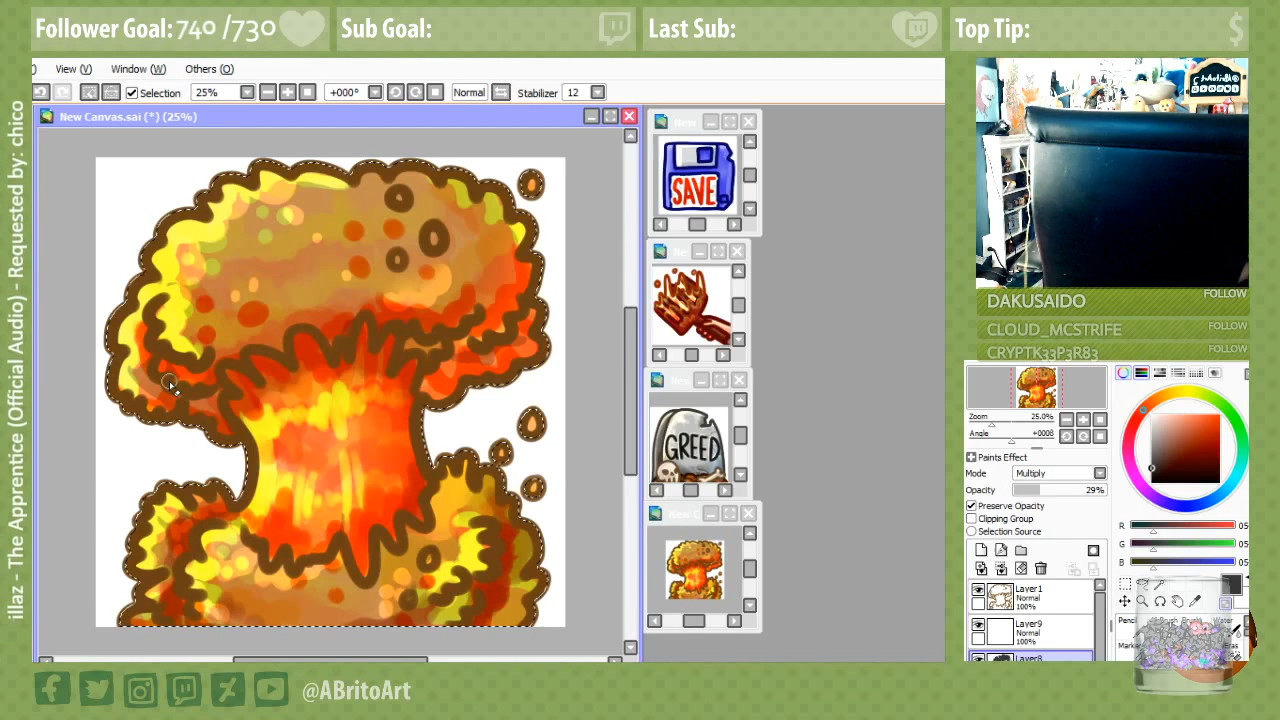 Follower Goal: 740 /730
Sub Goal:
Last Sub:
Top Tip:
View (V) Window (W) Others (O)
Selection 25% +000° Normal Stabilizer 12
New Canvas.sai (*) (25%)
SAVE
GREED
illaz - The Apprentice (Official Audio) - Requested by: chico
DAKUSAIDO FOLLOW
CLOUD_MCSTRIFE FOLLOW
CRYPTK33P3R83 FOLLOW
Zoom 25.0%
Angle
Paints Effect
Mode Multiply
Opacity 29%
Preserve Opacity
Clipping Group
Selection Source
R
G
B
Layer1
Normal
100%
Layer9
Normal
100%
Layer8
@ABritoArt